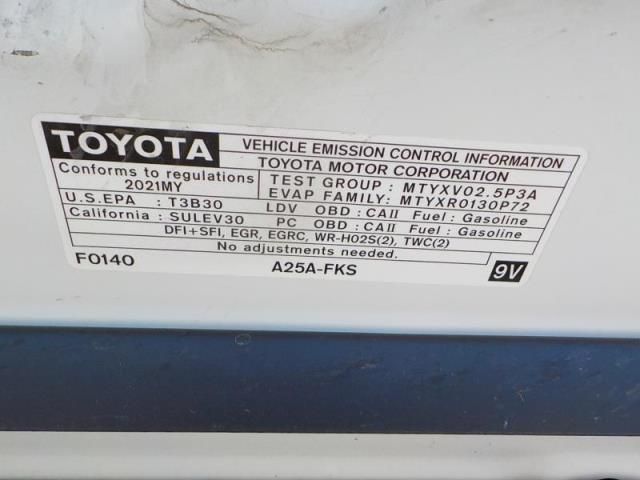 TOYOTA
VEHICLE EMISSION CONTROL INFORMATION
Conforms to regulations
2021MY
TOYOTA MOTOR CORPORATION
TEST GROUP : MTYXV02.5P3A
EVAP FAMILY: MTYXR0130P72
U.S.EPA : T3B30 LDV OBD : CAII Fuel : Gasoline
California : SULEV30 PC OBD : CAII Fuel : Gasoline
DFI+SFI, EGR, EGRC, WR-HO2S(2), TWC(2)
No adjustments needed.
F0140 A25A-FKS 9V